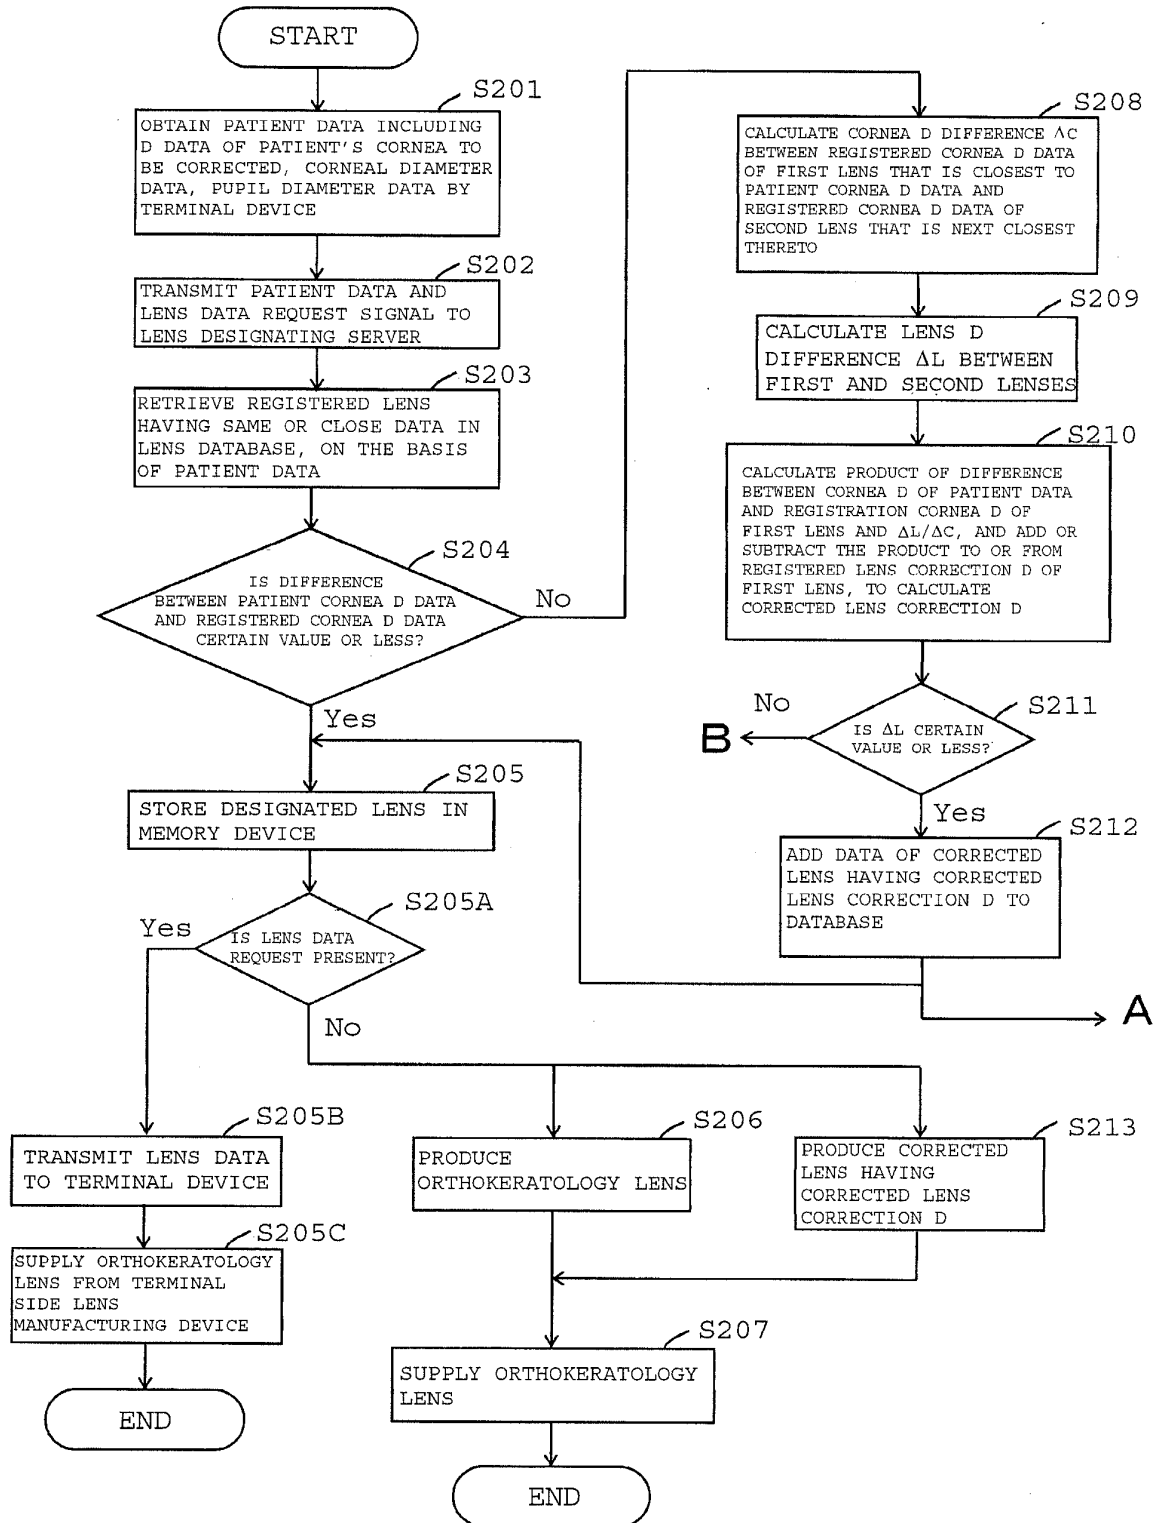 START
S201
OBTAIN PATIENT DATA INCLUDING
D DATA OF PATIENT'S CORNEA TO
BE CORRECTED, CORNEAL DIAMETER
DATA, PUPIL DIAMETER DATA BY
TERMINAL DEVICE
S202
TRANSMIT PATIENT DATA AND
LENS DATA REQUEST SIGNAL TO
LENS DESIGNATING SERVER
S203
RETRIEVE REGISTERED LENS
HAVING SAME OR CLOSE DATA IN
LENS DATABASE, ON THE BASIS
OF PATIENT DATA
S204
IS DIFFERENCE
BETWEEN PATIENT CORNEA D DATA
AND REGISTERED CORNEA D DATA
CERTAIN VALUE OR LESS?
No
Yes
S205
STORE DESIGNATED LENS IN
MEMORY DEVICE
S205A
IS LENS DATA
REQUEST PRESENT?
Yes
No
S205B
TRANSMIT LENS DATA
TO TERMINAL DEVICE
S205C
SUPPLY ORTHOKERATOLOGY
LENS FROM TERMINAL
SIDE LENS
MANUFACTURING DEVICE
END
S206
PRODUCE
ORTHOKERATOLOGY LENS
S207
SUPPLY ORTHOKERATOLOGY
LENS
END
S208
CALCULATE CORNEA D DIFFERENCE ΔC
BETWEEN REGISTERED CORNEA D DATA
OF FIRST LENS THAT IS CLOSEST TO
PATIENT CORNEA D DATA AND
REGISTERED CORNEA D DATA OF
SECOND LENS THAT IS NEXT CLOSEST
THERETO
S209
CALCULATE LENS D
DIFFERENCE ΔL BETWEEN
FIRST AND SECOND LENSES
S210
CALCULATE PRODUCT OF DIFFERENCE
BETWEEN CORNEA D OF PATIENT DATA
AND REGISTRATION CORNEA D OF
FIRST LENS AND ΔL/ΔC, AND ADD OR
SUBTRACT THE PRODUCT TO OR FROM
REGISTERED LENS CORRECTION D OF
FIRST LENS, TO CALCULATE
CORRECTED LENS CORRECTION D
S211
IS ΔL CERTAIN
VALUE OR LESS?
No
B
Yes
S212
ADD DATA OF CORRECTED
LENS HAVING CORRECTED
LENS CORRECTION D TO
DATABASE
A
S213
PRODUCE CORRECTED
LENS HAVING
CORRECTED LENS
CORRECTION D